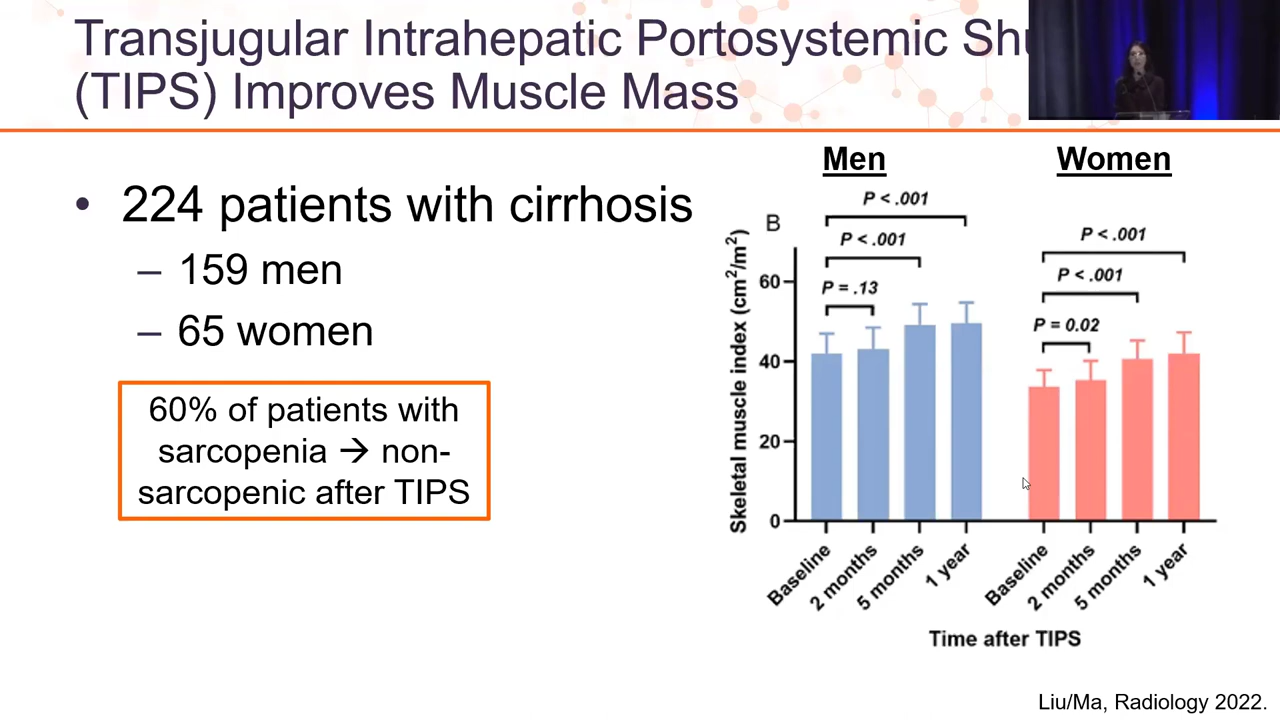 Transjugular Intrahepatic Portosystemic Shu
(TIPS) Improves Muscle Mass
• 224 patients with cirrhosis
– 159 men
– 65 women
60% of patients with
sarcopenia → non-
sarcopenic after TIPS
Men
Women
B
P < .001
P < .001
P = .13
P < .001
P < .001
P = 0.02
Skeletal muscle index (cm²/m²)
60
40
20
0
Baseline
2 months
5 months
1 year
Baseline
2 months
5 months
1 year
Time after TIPS
Liu/Ma, Radiology 2022.